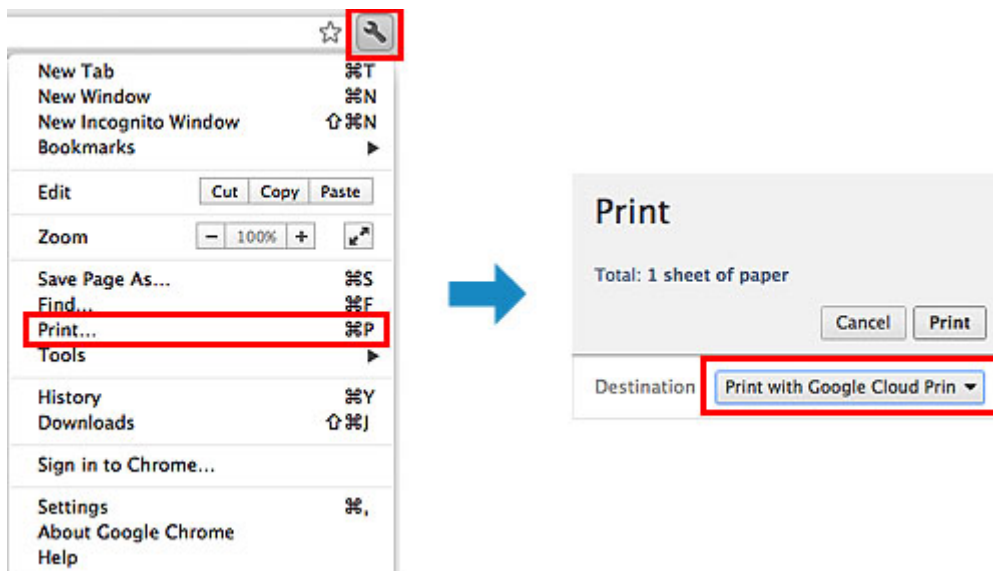 New Tab ⌘T
New Window ⌘N
New Incognito Window ⇧⌘N
Bookmarks ▶
Edit Cut Copy Paste
Zoom − 100% +
Save Page As... ⌘S
Find... ⌘F
Print... ⌘P
Tools ▶
History ⌘Y
Downloads ⇧⌘J
Sign in to Chrome...
Settings ⌘,
About Google Chrome
Help
Print
Total: 1 sheet of paper
Cancel Print
Destination Print with Google Cloud Prin